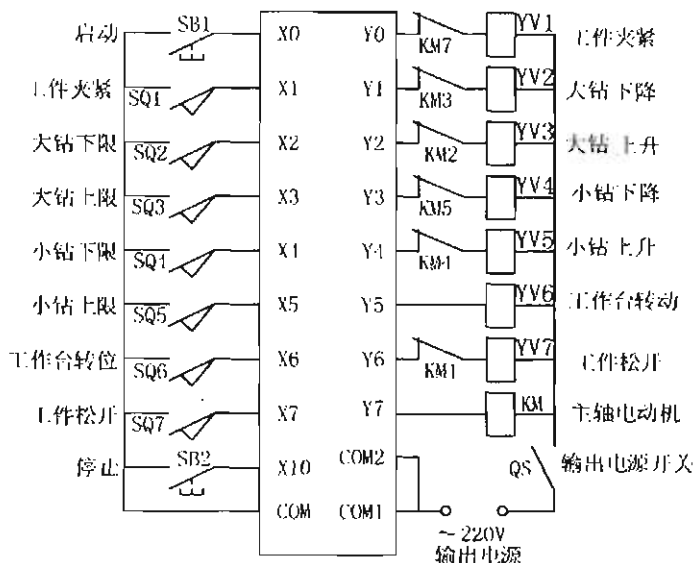 启动 SB1 X0 Y0 KM7 YV1 工件夹紧
工件夹紧 SQ1 X1 Y1 KM3 YV2 大钻下降
大钻下限 SQ2 X2 Y2 KM2 YV3 大钻上升
大钻上限 SQ3 X3 Y3 KM5 YV4 小钻下降
小钻下限 SQ4 X4 Y4 KM4 YV5 小钻上升
小钻上限 SQ5 X5 Y5 YV6 工作台转动
工作台转位 SQ6 X6 Y6 KM1 YV7 工件松开
工件松开 SQ7 X7 Y7 KM 主轴电动机
停止 SB2 X10 COM2 QS 输出电源开关
COM COM1
~220V
输出电源